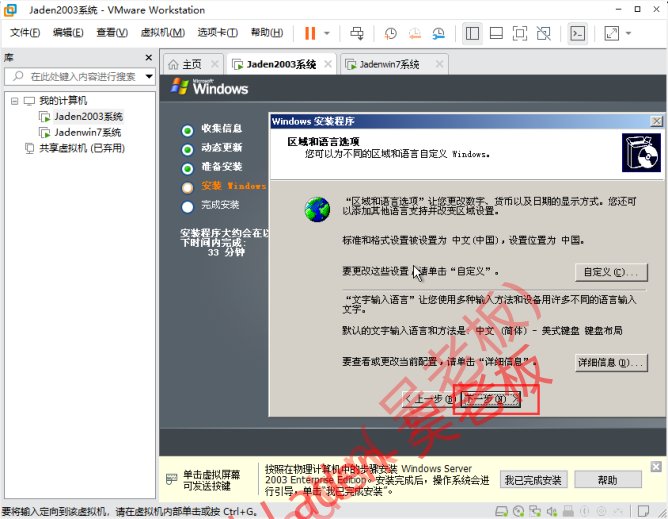 Jaden2003系统 - VMware Workstation
文件(F) 编辑(E) 查看(V) 虚拟机(M) 选项卡(T) 帮助(H)
库
在此处键入内容进行搜索
我的计算机
Jaden2003系统
Jadenwin7系统
共享虚拟机 (已弃用)
主页 Jaden2003系统 Jadenwin7系统
Microsoft
Windows
收集信息
动态更新
准备安装
安装 Windows
完成安装
安装程序大约会在以
下时间内完成:
33 分钟
Windows 安装程序
区域和语言选项
您可以为不同的区域和语言自定义 Windows。
“区域和语言选项”让您更改数字、货币以及日期的显示方式。您还可
以添加其他语言支持并改变区域设置。
标准和格式设置被设置为 中文(中国),设置位置为 中国。
要更改这些设置,请单击“自定义”。
自定义(C)...
“文字输入语言”让您使用多种输入方法和设备用许多不同的语言输入
文字。
默认的文字输入语言和方法是: 中文 (简体) - 美式键盘 键盘布局
要查看或更改当前配置,请单击“详细信息”。
详细信息(D)...
< 上一步(B) 下一步(N) >
Jaden(吴老板)
吴老板
单击虚拟屏幕
可发送按键
按照在物理计算机中的步骤安装 Windows Server
2003 Enterprise Edition。安装完成后,操作系统会进
行引导,单击“我已完成安装”。
我已完成安装 帮助
要将输入定向到该虚拟机,请在虚拟机内部单击或按 Ctrl+G。